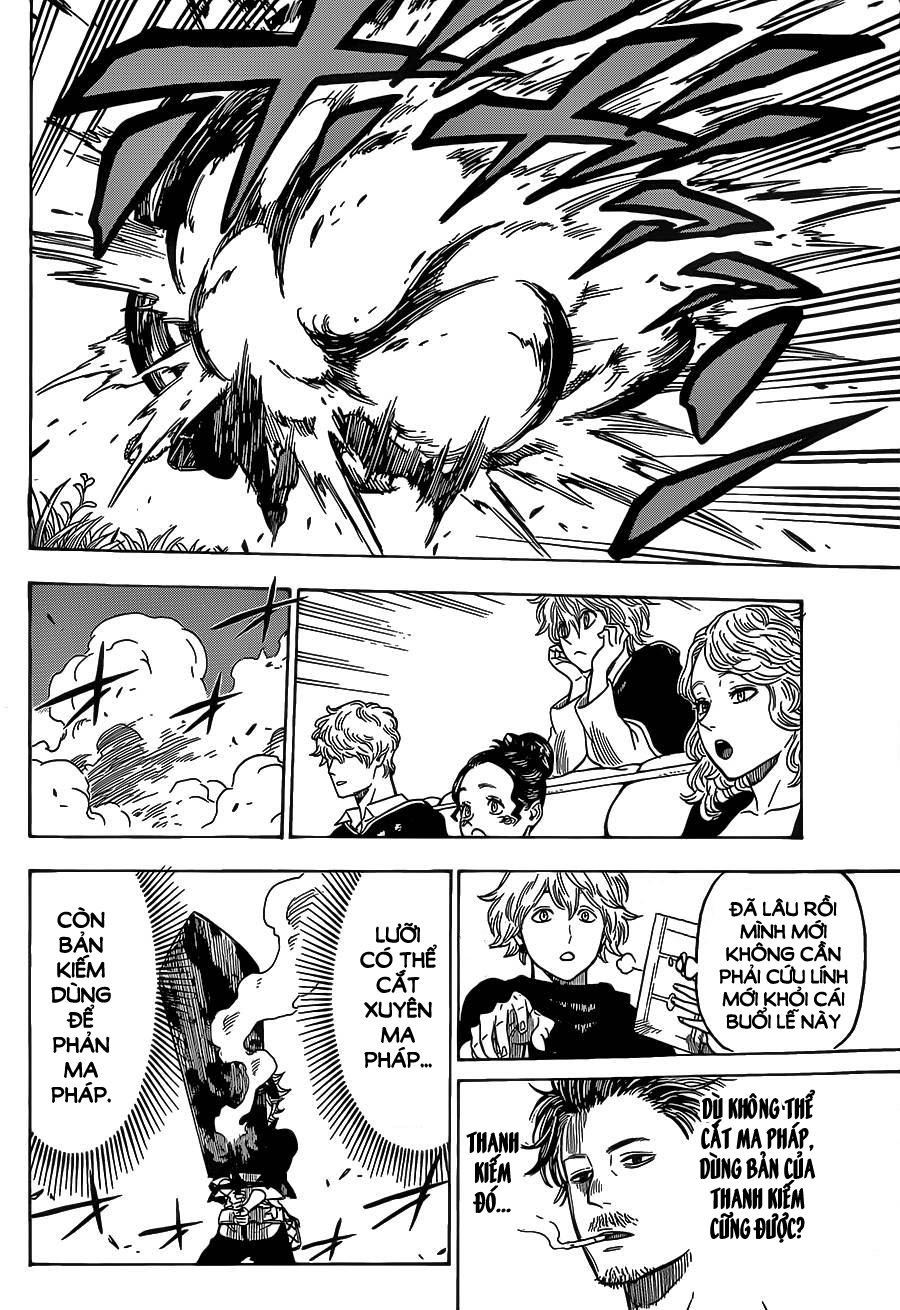 ĐÃ LÂU RỒI
MÌNH MỚI
KHÔNG CẦN
PHẢI CỨU LÍNH
MỚI KHỎI CÁI
BUỔI LỄ NÀY
DÙ KHÔNG THỂ
CẮT MA PHÁP,
DÙNG BẢN CỦA
THANH KIẾM
CŨNG ĐƯỢC?
THANH
KIẾM
ĐÓ...
LƯỠI
CÓ THỂ
CẮT
XUYÊN
MA
PHÁP...
CÒN
BẢN
KIẾM
DÙNG
ĐỂ
PHẢN
MA
PHÁP.